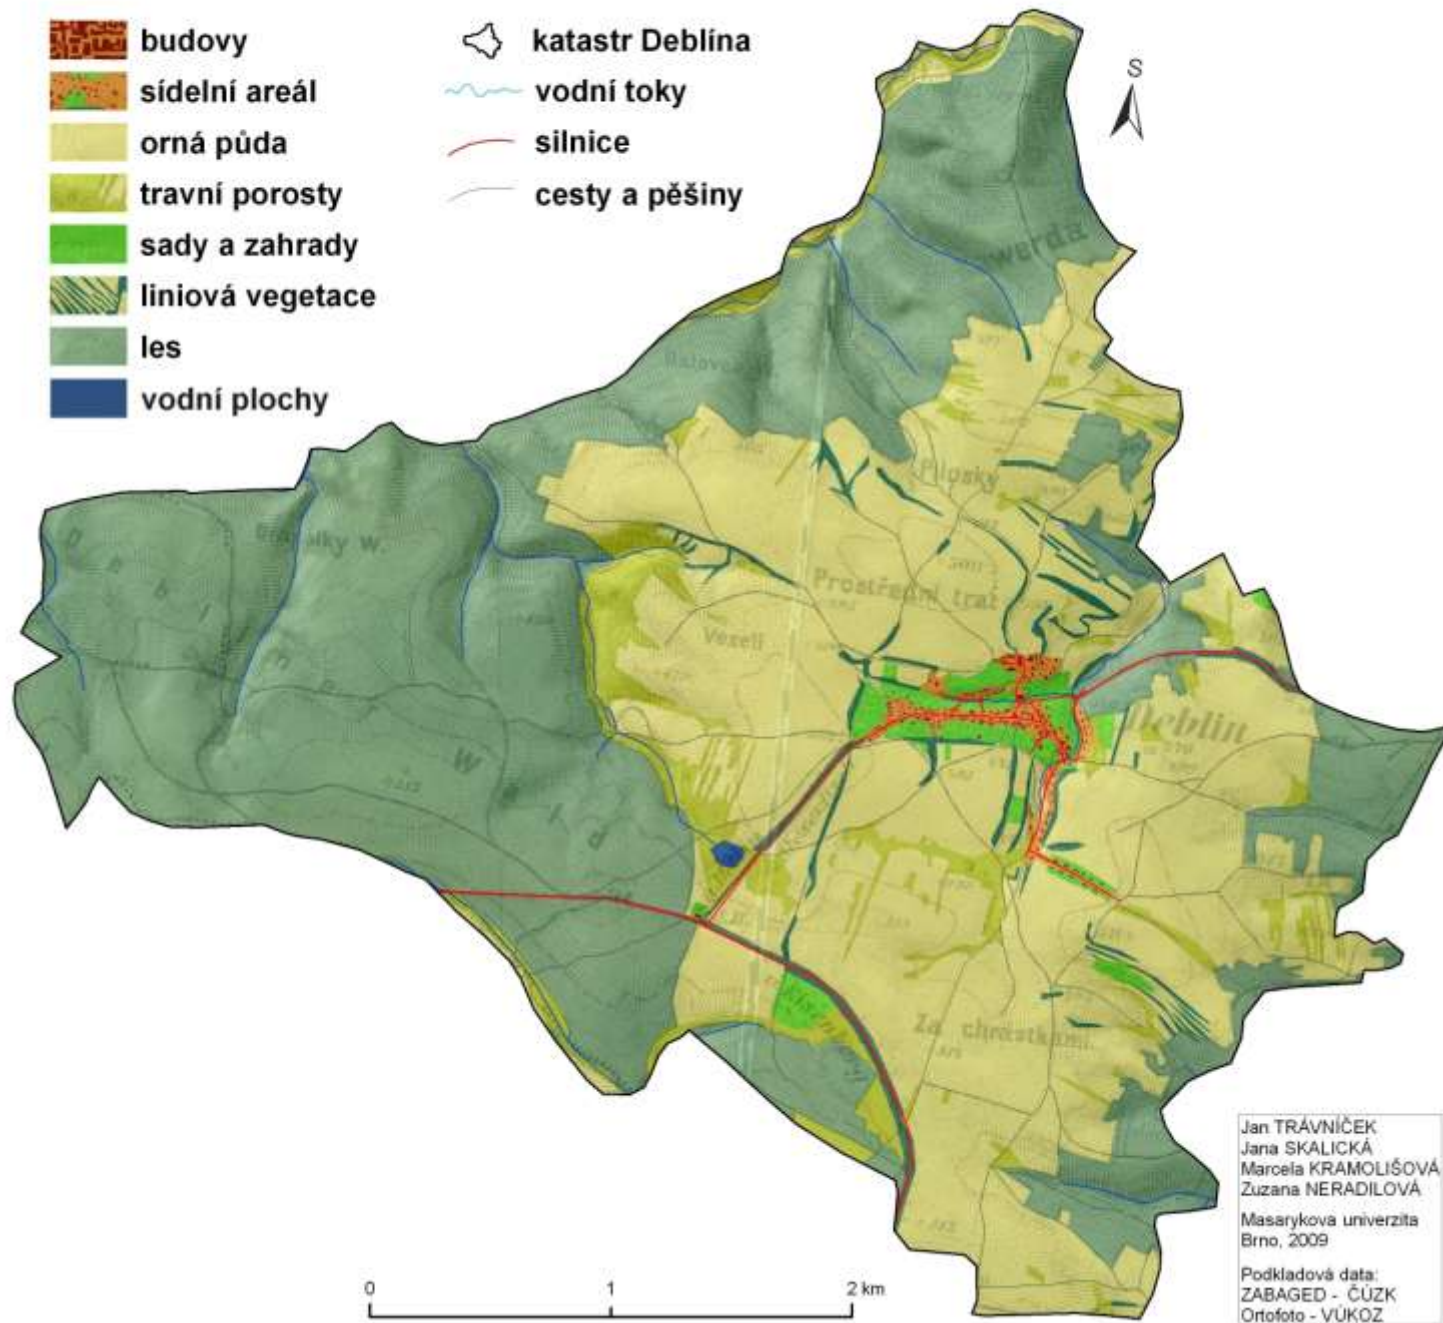 budovy
sídelní areál
orná půda
travní porosty
sady a zahrady
liniová vegetace
les
vodní plochy
katastr Deblína
vodní toky
silnice
cesty a pěšiny
S
Pilosky
Prostřední trať
Veselí
Deblín
Za chrastkami
0
1
2 km
Jan TRÁVNÍČEK
Jana SKALICKÁ
Marcela KRAMOLIŠOVÁ
Zuzana NERADILOVÁ
Masarykova univerzita
Brno, 2009
Podkladová data:
ZABAGED - ČÚZK
Ortofoto - VÚKOZ